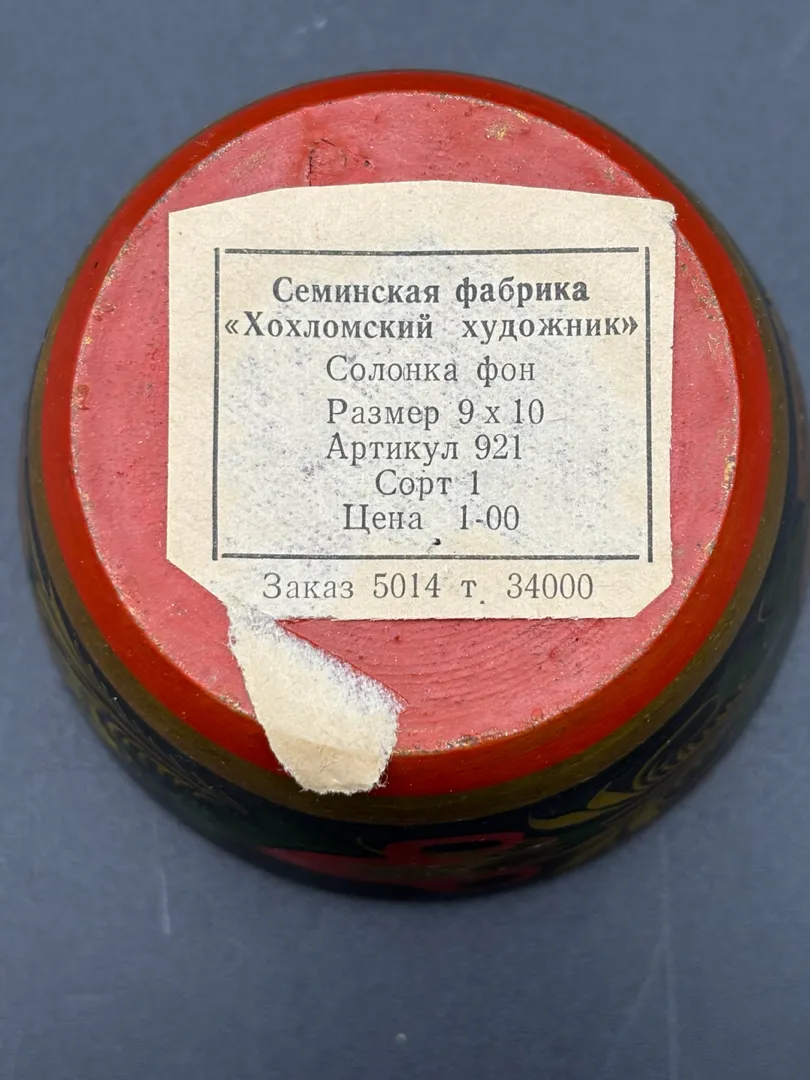 Семинская фабрика
«Хохломский художник»
Солонка фон
Размер 9 х 10
Артикул 921
Сорт 1
Цена 1-00
Заказ 5014 т. 34000